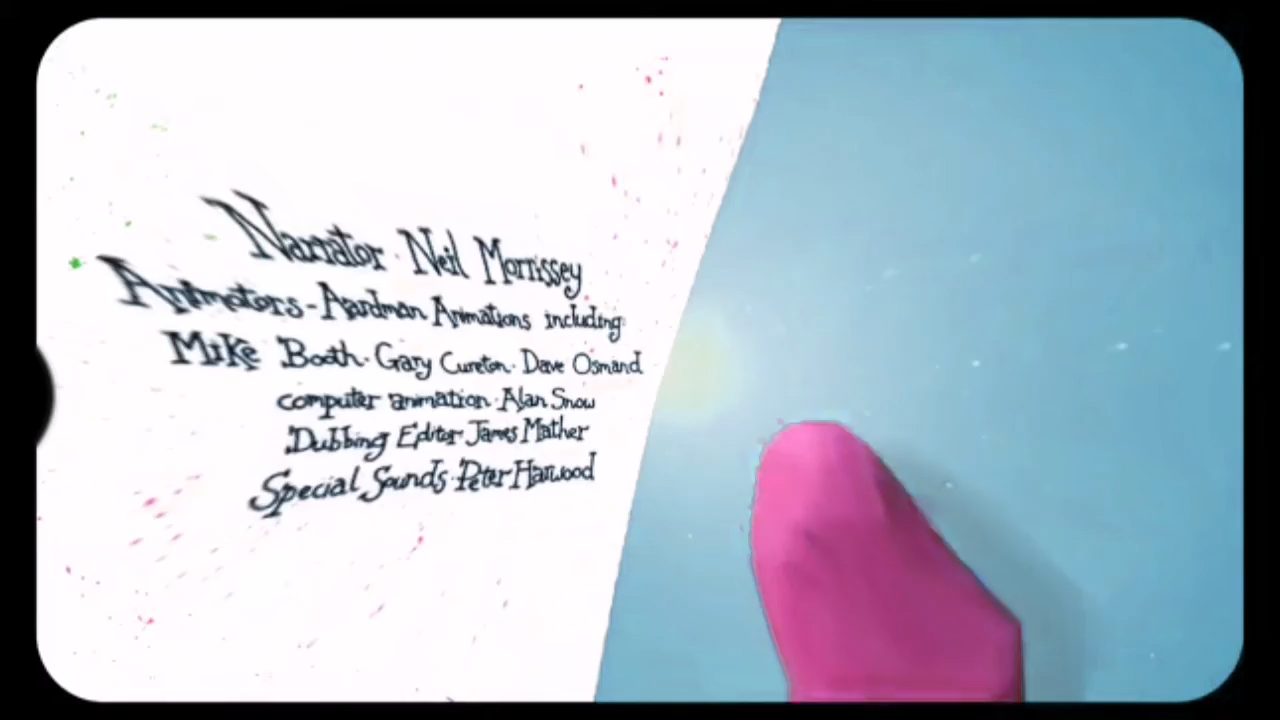 Narrator · Neil Morrissey
Animators - Aardman Animations including:
Mike Booth · Gary Cureton · Dave Osmand
computer animation · Alan Snow
Dubbing Editor James Mather
Special Sounds · Peter Harwood